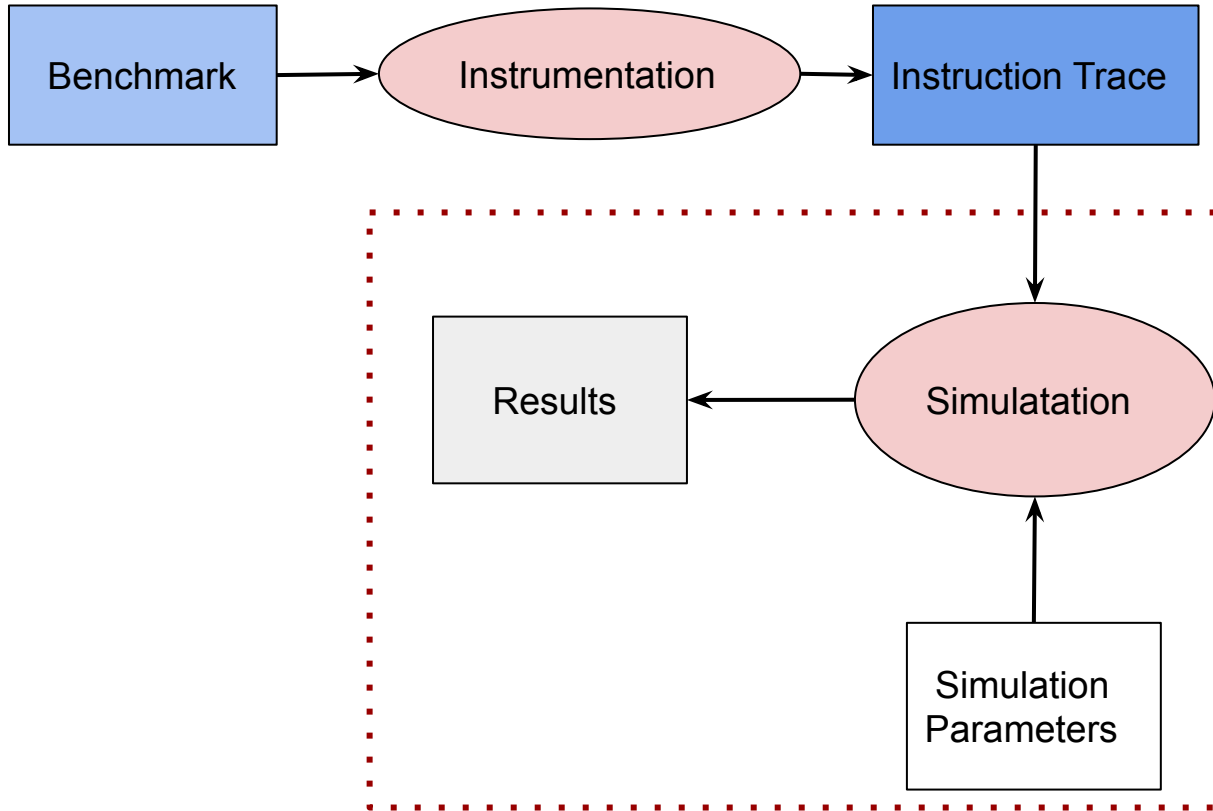 Benchmark
Instrumentation
Instruction Trace
Results
Simulatation
Simulation
Parameters